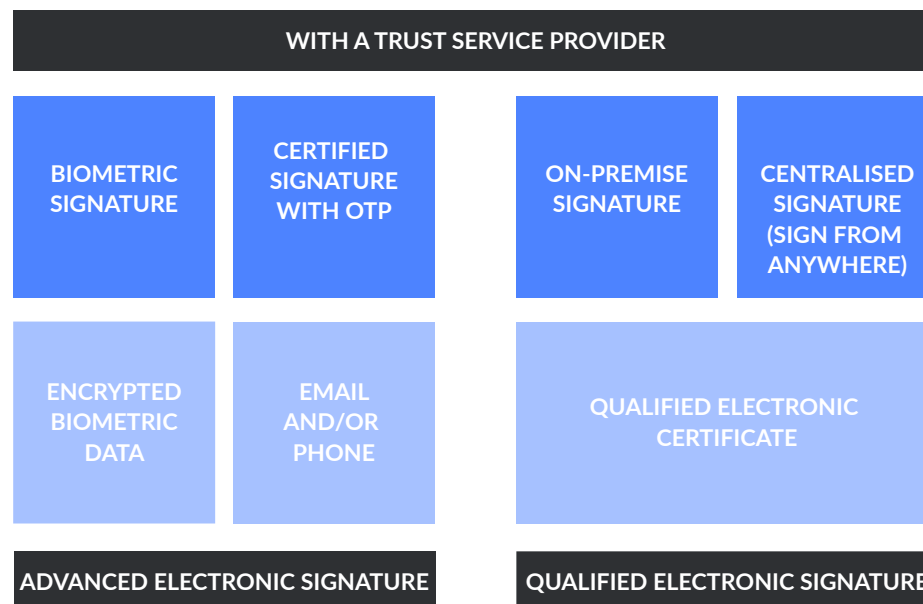 WITH A TRUST SERVICE PROVIDER
BIOMETRIC
SIGNATURE
CERTIFIED
SIGNATURE
WITH OTP
ON-PREMISE
SIGNATURE
CENTRALISED
SIGNATURE
(SIGN FROM
ANYWHERE)
ENCRYPTED
BIOMETRIC
DATA
EMAIL
AND/OR
PHONE
QUALIFIED ELECTRONIC
CERTIFICATE
ADVANCED ELECTRONIC SIGNATURE
QUALIFIED ELECTRONIC SIGNATURE